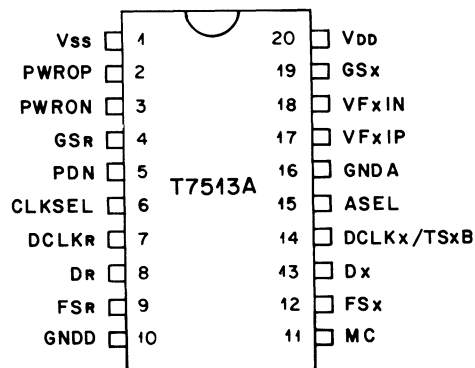 Vss 1 20 VDD
PWROP 2 19 GSx
PWRON 3 18 VFxIN
GSR 4 17 VFxIP
PDN 5 16 GNDA
T7513A
CLKSEL 6 15 ASEL
DCLKR 7 14 DCLKx/TSxB
DR 8 13 Dx
FSR 9 12 FSx
GNDD 10 11 MC